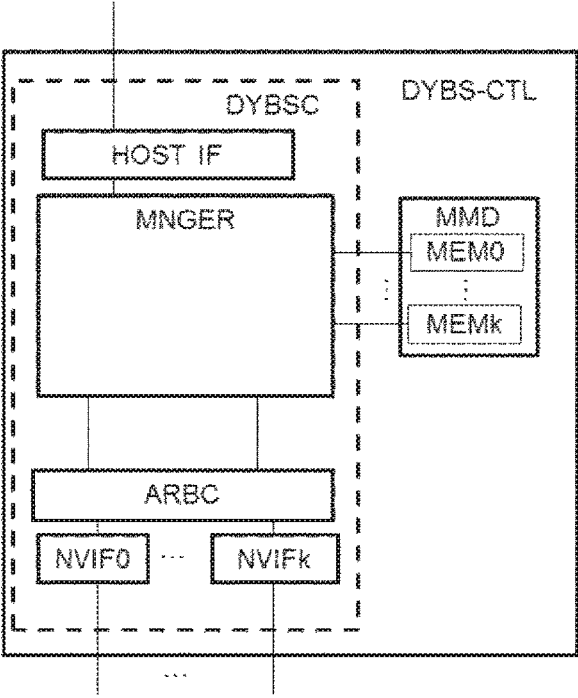 DYBSC
DYBS-CTL
HOST IF
MNGER
MMD
MEM0
...
...
MEMk
ARBC
NVIF0
...
NVIFk
...